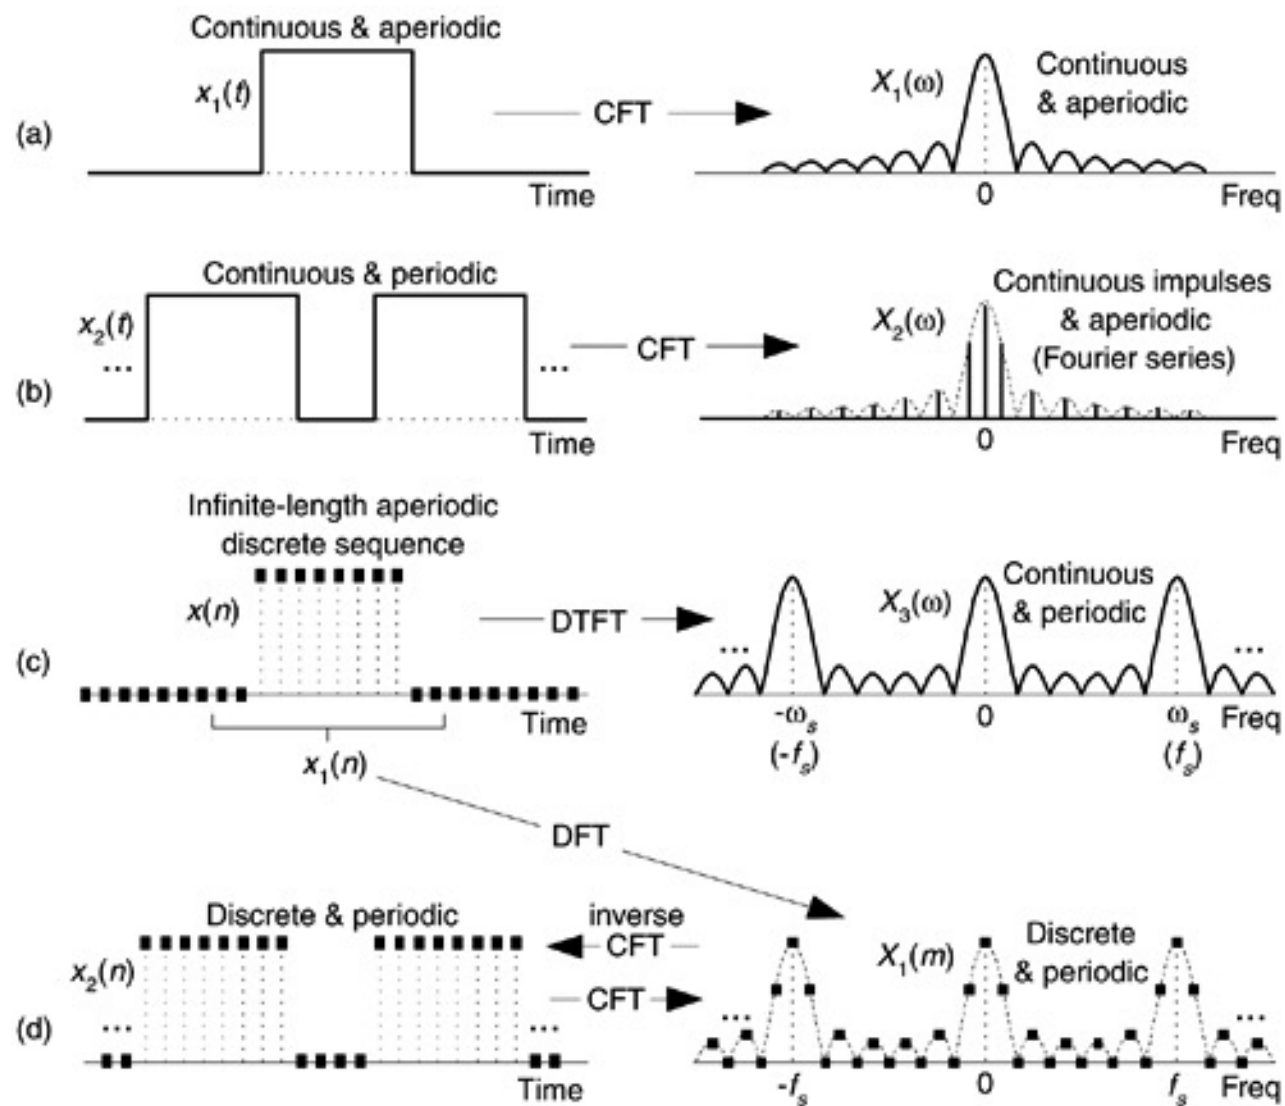 Continuous & aperiodic
x₁(t)
CFT
X₁(ω)
Continuous
& aperiodic
(a)
Time
0
Freq
Continuous & periodic
x₂(t)
...
...
CFT
X₂(ω)
Continuous impulses
& aperiodic
(Fourier series)
(b)
Time
0
Freq
Infinite-length aperiodic
discrete sequence
x(n)
DTFT
X₃(ω)
Continuous
& periodic
...
...
(c)
Time
-ωₛ
0
ωₛ
Freq
(-fₛ)
(fₛ)
x₁(n)
DFT
Discrete & periodic
inverse
CFT
x₂(n)
CFT
X₁(m)
Discrete
& periodic
...
...
...
...
(d)
Time
-fₛ
0
fₛ
Freq